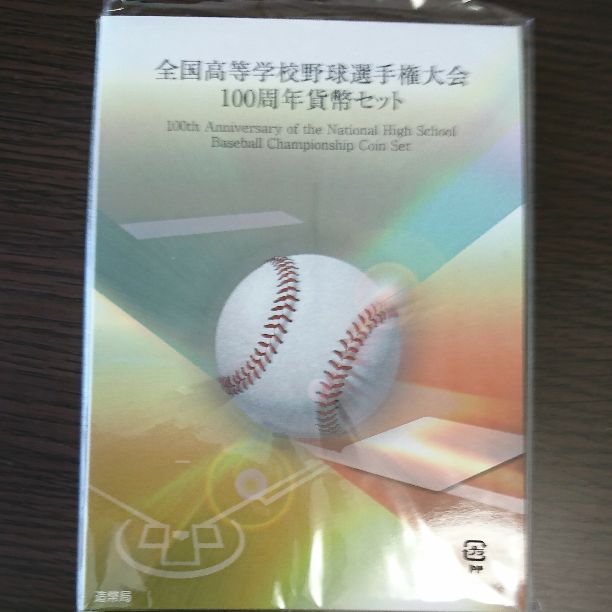 全国高等学校野球選手権大会
100周年貨幣セット
100th Anniversary of the National High School
Baseball Championship Coin Set
造幣局